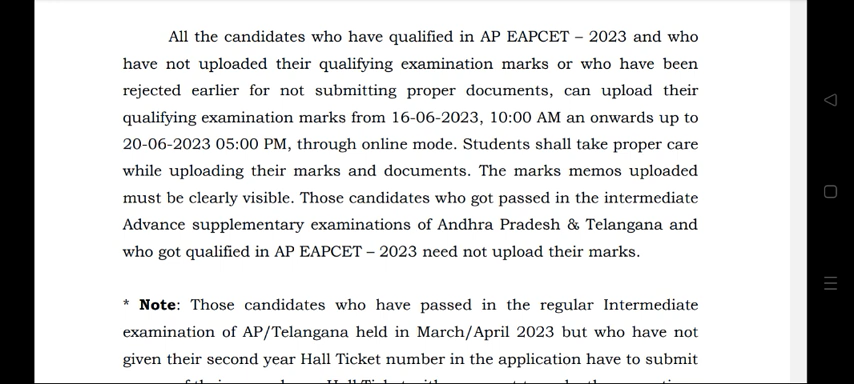 All the candidates who have qualified in AP EAPCET – 2023 and who
have not uploaded their qualifying examination marks or who have been
rejected earlier for not submitting proper documents, can upload their
qualifying examination marks from 16-06-2023, 10:00 AM an onwards up to
20-06-2023 05:00 PM, through online mode. Students shall take proper care
while uploading their marks and documents. The marks memos uploaded
must be clearly visible. Those candidates who got passed in the intermediate
Advance supplementary examinations of Andhra Pradesh & Telangana and
who got qualified in AP EAPCET – 2023 need not upload their marks.
* Note: Those candidates who have passed in the regular Intermediate
examination of AP/Telangana held in March/April 2023 but who have not
given their second year Hall Ticket number in the application have to submit